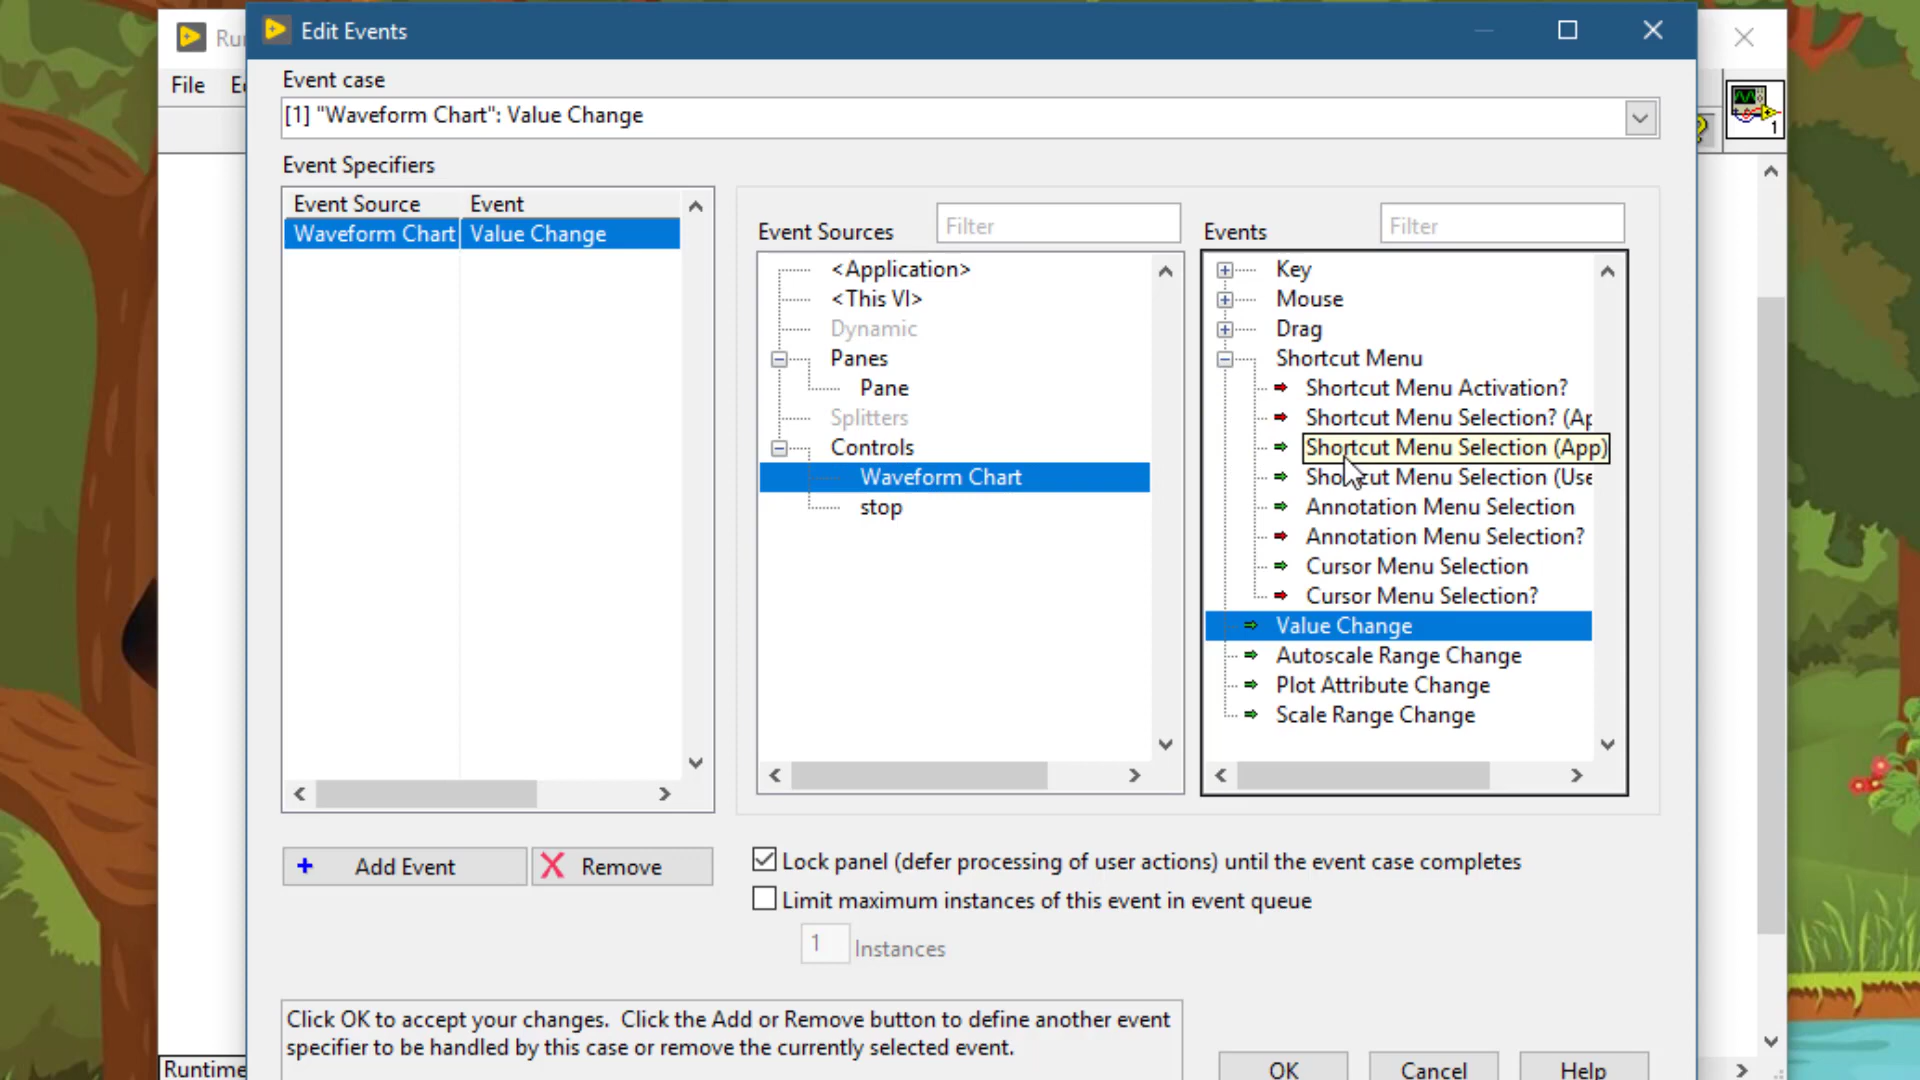 Edit Events
File
Event case
[1] "Waveform Chart": Value Change
Event Specifiers
Event Source Event
Waveform Chart Value Change
Event Sources
Filter
<Application>
<This VI>
Dynamic
Panes
Pane
Splitters
Controls
Waveform Chart
stop
Events
Filter
Key
Mouse
Drag
Shortcut Menu
Shortcut Menu Activation?
Shortcut Menu Selection? (Ap
Shortcut Menu Selection (App)
Shortcut Menu Selection (Use
Annotation Menu Selection
Annotation Menu Selection?
Cursor Menu Selection
Cursor Menu Selection?
Value Change
Autoscale Range Change
Plot Attribute Change
Scale Range Change
1
Add Event
Remove
Lock panel (defer processing of user actions) until the event case completes
Limit maximum instances of this event in event queue
1 Instances
Click OK to accept your changes. Click the Add or Remove button to define another event
specifier to be handled by this case or remove the currently selected event.
OK
Cancel
Help
Runtime